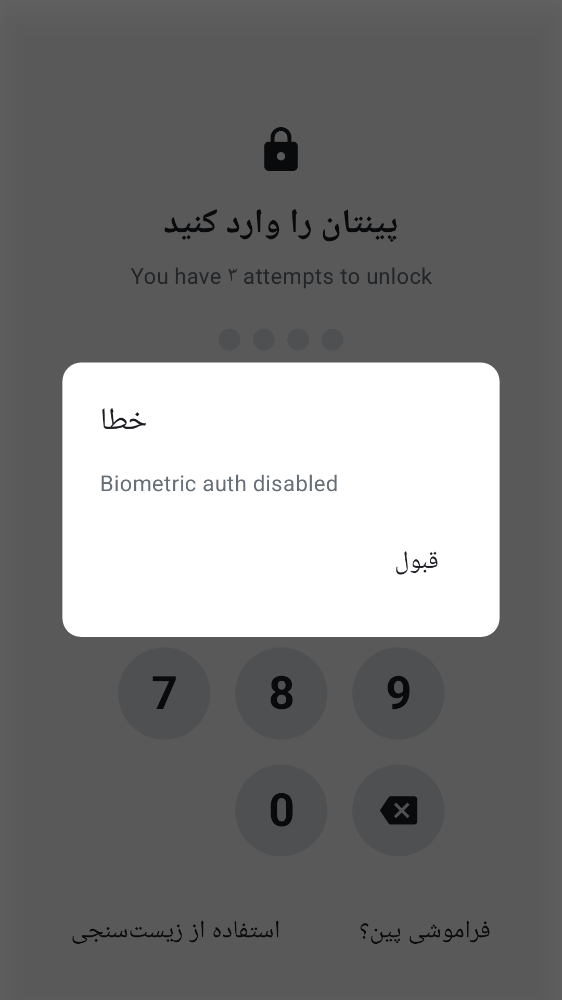 پینتان را وارد کنید
You have ۳ attempts to unlock
خطا
Biometric auth disabled
قبول
7 8 9
0
استفاده از زیست‌سنجی
فراموشی پین؟